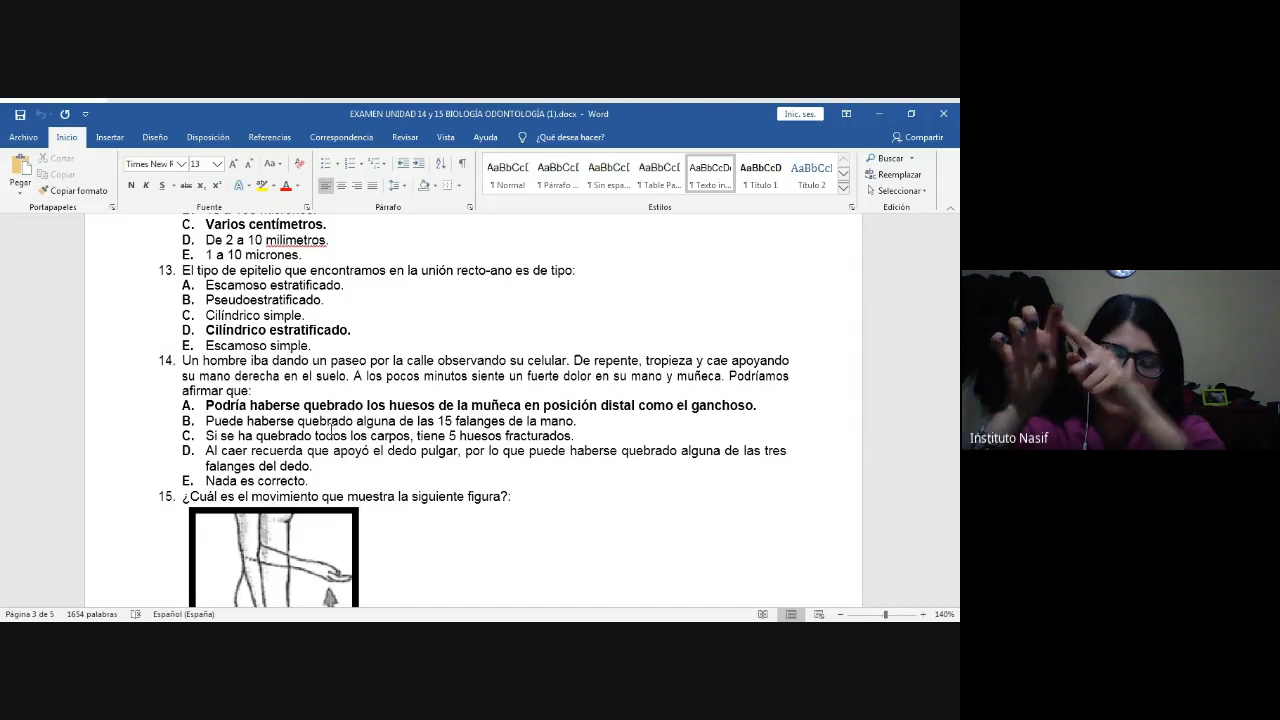 EXAMEN UNIDAD 14 y 15 BIOLOGÍA ODONTOLOGÍA (1).docx - Word
Inic. ses.
Archivo Inicio Insertar Diseño Disposición Referencias Correspondencia Revisar Vista Ayuda ¿Qué desea hacer? Compartir
Pegar
Cortar
Copiar
Copiar formato
Times New R 13
N K S abc x₂ x²
AaBbCcI AaBbCcI AaBbCcI AaBbCcI AaBbCcDc AaBbCcD AaBbCcI
¶ Normal ¶ Párrafo ... ¶ Sin espa... ¶ Table Pa... ¶ Texto in... ¶ Título 1 Título 2
Buscar
Reemplazar
Seleccionar
Portapapeles Fuente Párrafo Estilos Edición
C. Varios centímetros.
D. De 2 a 10 milimetros.
E. 1 a 10 micrones.
13. El tipo de epitelio que encontramos en la unión recto-ano es de tipo:
A. Escamoso estratificado.
B. Pseudoestratificado.
C. Cilíndrico simple.
D. Cilíndrico estratificado.
E. Escamoso simple.
14. Un hombre iba dando un paseo por la calle observando su celular. De repente, tropieza y cae apoyando
su mano derecha en el suelo. A los pocos minutos siente un fuerte dolor en su mano y muñeca. Podríamos
afirmar que:
A. Podría haberse quebrado los huesos de la muñeca en posición distal como el ganchoso.
B. Puede haberse quebrado alguna de las 15 falanges de la mano.
C. Si se ha quebrado todos los carpos, tiene 5 huesos fracturados.
D. Al caer recuerda que apoyó el dedo pulgar, por lo que puede haberse quebrado alguna de las tres
falanges del dedo.
E. Nada es correcto.
15. ¿Cuál es el movimiento que muestra la siguiente figura?:
Página 3 de 5 1654 palabras Español (España) 140%
Instituto Nasif